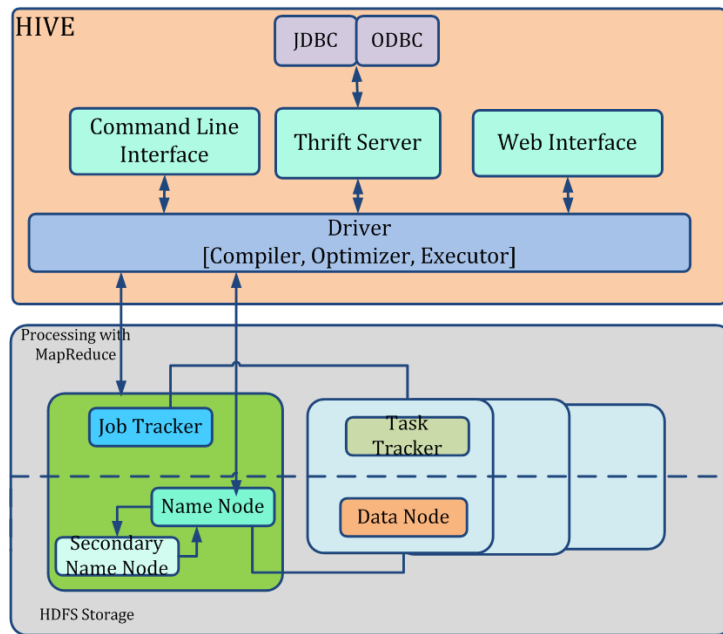 HIVE
JDBC
ODBC
Command Line
Interface
Thrift Server
Web Interface
Driver
[Compiler, Optimizer, Executor]
Processing with
MapReduce
Job Tracker
Task
Tracker
Name Node
Data Node
Secondary
Name Node
HDFS Storage